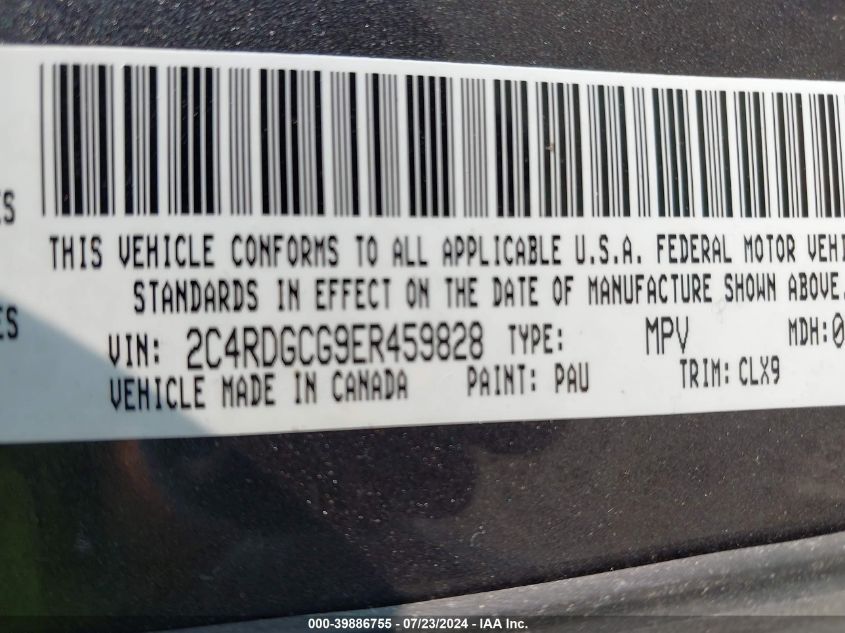 ES
THIS VEHICLE CONFORMS TO ALL APPLICABLE U.S.A. FEDERAL MOTOR VEHI
STANDARDS IN EFFECT ON THE DATE OF MANUFACTURE SHOWN ABOVE.
ES
VIN: 2C4RDGCG9ER459828 TYPE: MPV MDH:0
VEHICLE MADE IN CANADA PAINT: PAU TRIM: CLX9
000-39886755 - 07/23/2024 - IAA Inc.